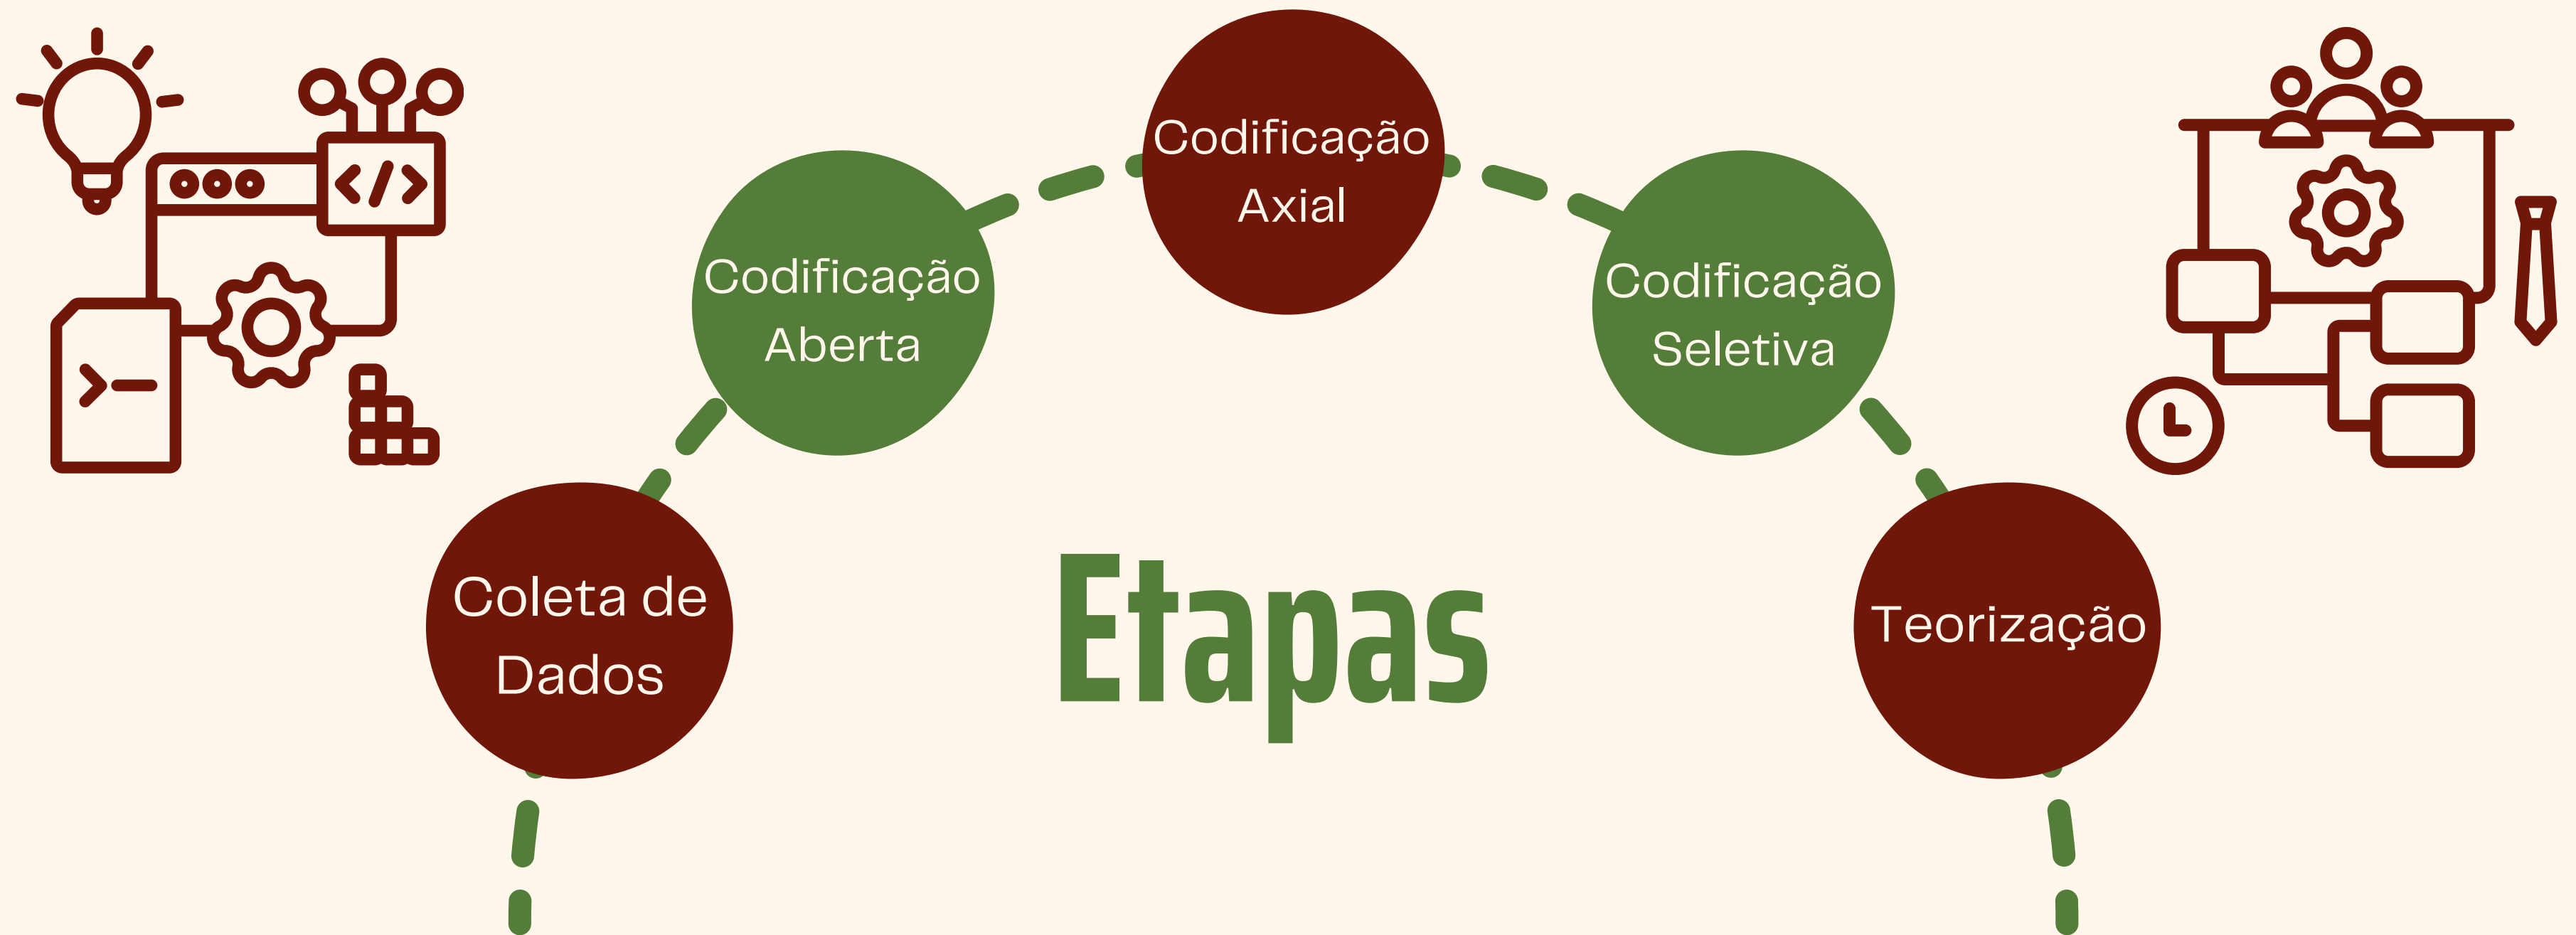 Coleta de
Dados
Codificação
Aberta
Codificação
Axial
Codificação
Seletiva
Teorização
Etapas